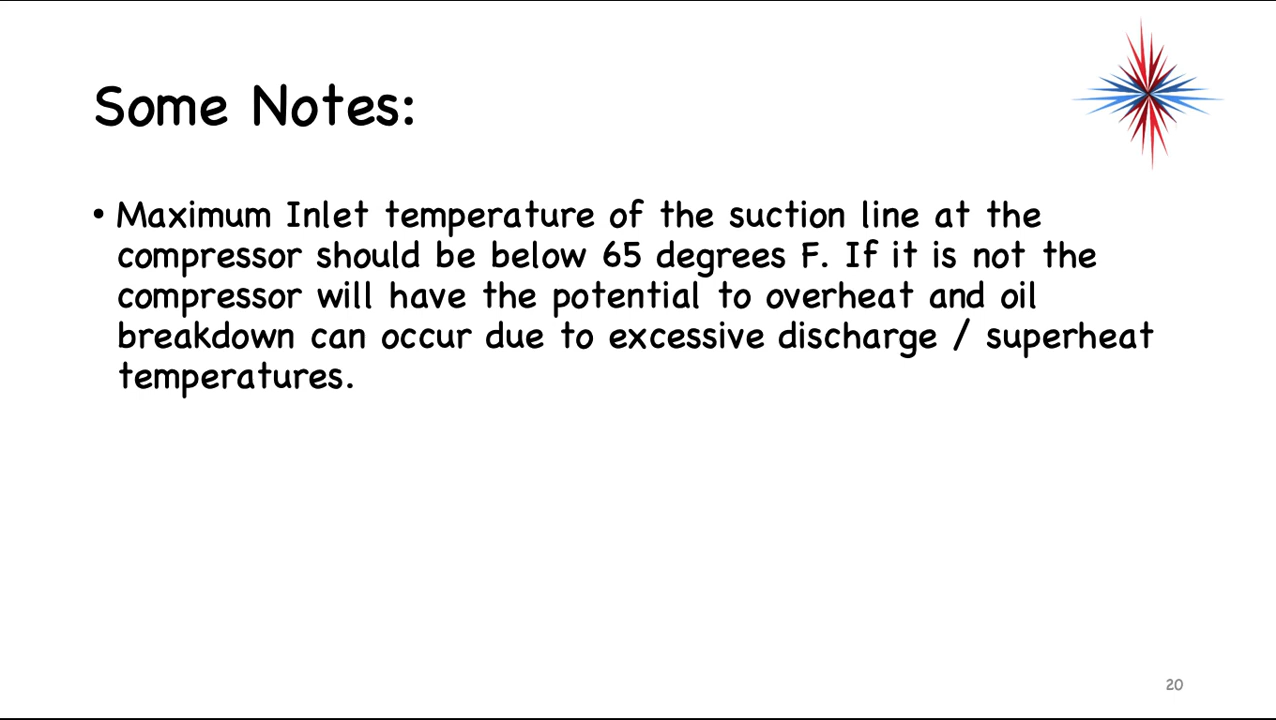 Some Notes:
• Maximum Inlet temperature of the suction line at the
compressor should be below 65 degrees F. If it is not the
compressor will have the potential to overheat and oil
breakdown can occur due to excessive discharge / superheat
temperatures.
20